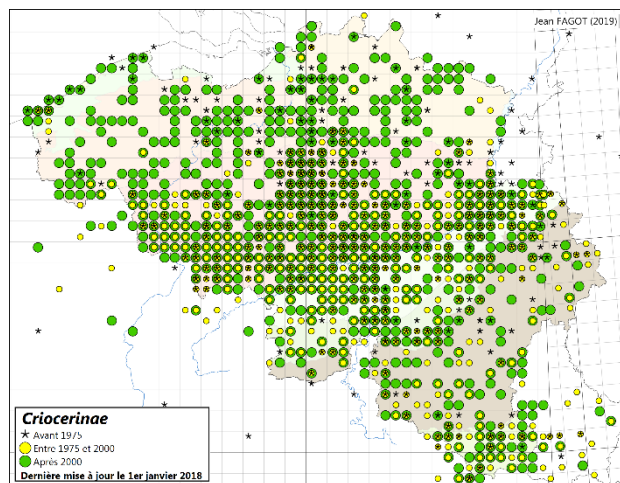 Jean FAGOT (2019)
Criocerinae
Avant 1975
Entre 1975 et 2000
Après 2000
Dernière mise à jour le 1er janvier 2018